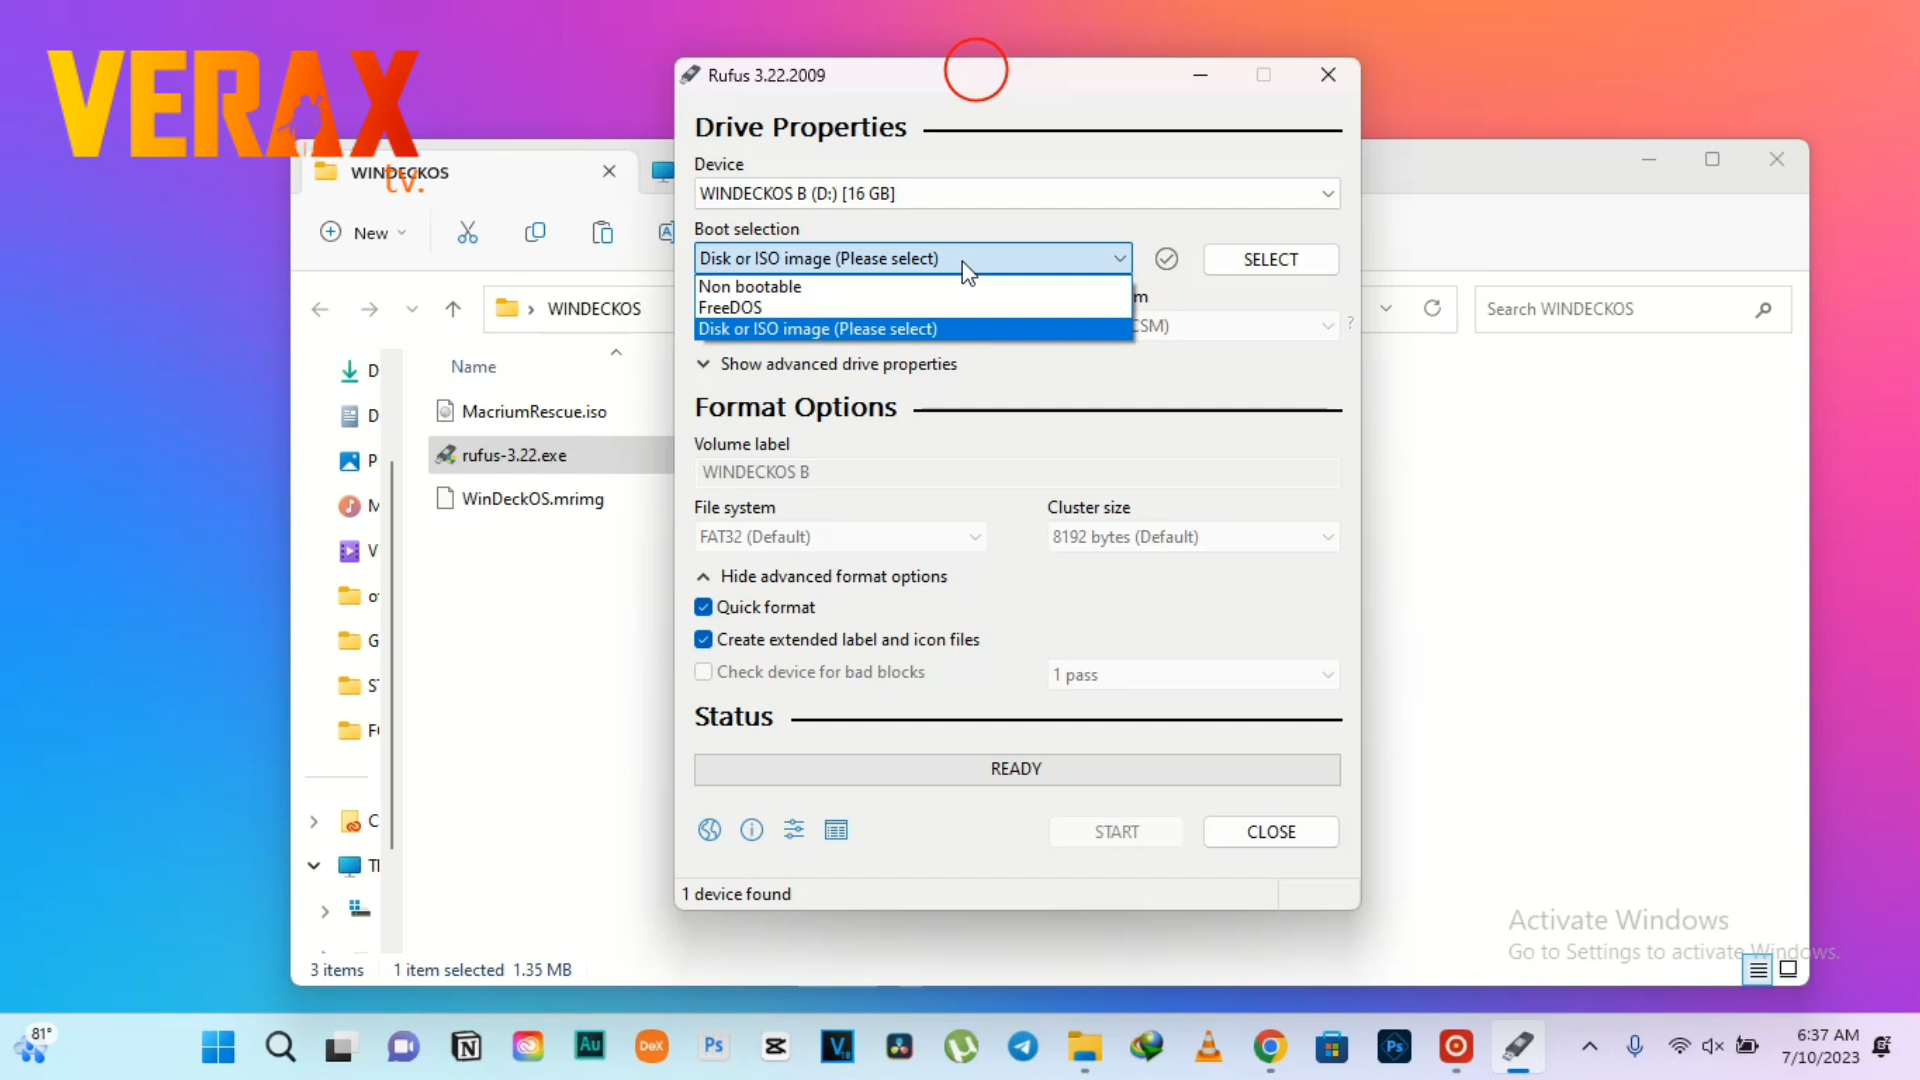 VERAX
tv.
Rufus 3.22.2009
Drive Properties
Device
WINDECKOS B (D:) [16 GB]
Boot selection
Disk or ISO image (Please select)
SELECT
Non bootable
FreeDOS
Disk or ISO image (Please select)
m
CSM)
?
Show advanced drive properties
Format Options
Volume label
WINDECKOS B
File system
Cluster size
FAT32 (Default)
8192 bytes (Default)
Hide advanced format options
Quick format
Create extended label and icon files
Check device for bad blocks
1 pass
Status
READY
START
CLOSE
1 device found
WINDECKOS
New
WINDECKOS
Search WINDECKOS
Name
MacriumRescue.iso
rufus-3.22.exe
WinDeckOS.mrimg
D
D
P
M
V
G
C
3 items
1 item selected 1.35 MB
Activate Windows
Go to Settings to activate Windows.
81°
Au
DeX
Ps
Ps
6:37 AM
7/10/2023